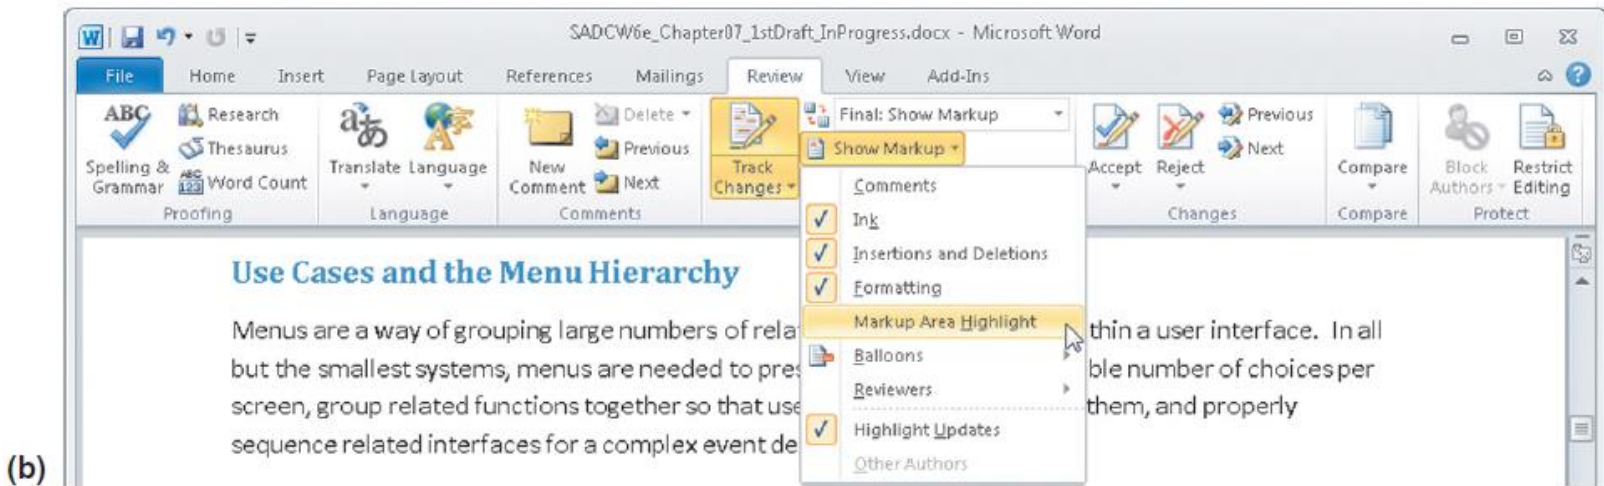 SADCW6e_Chapter07_1stDraft_InProgress.docx - Microsoft Word
File Home Insert Page Layout References Mailings Review View Add-Ins
ABC Spelling & Grammar
Research
Thesaurus
ABC 123 Word Count
Proofing
Translate Language
Language
New Comment
Delete
Previous
Next
Comments
Track Changes
Final: Show Markup
Show Markup
Comments
Ink
Insertions and Deletions
Formatting
Markup Area Highlight
Balloons
Reviewers
Highlight Updates
Other Authors
Accept Reject
Previous
Next
Changes
Compare
Compare
Block Authors
Restrict Editing
Protect
Use Cases and the Menu Hierarchy
Menus are a way of grouping large numbers of rela thin a user interface. In all
but the smallest systems, menus are needed to pres ble number of choices per
screen, group related functions together so that use them, and properly
sequence related interfaces for a complex event de
(b)